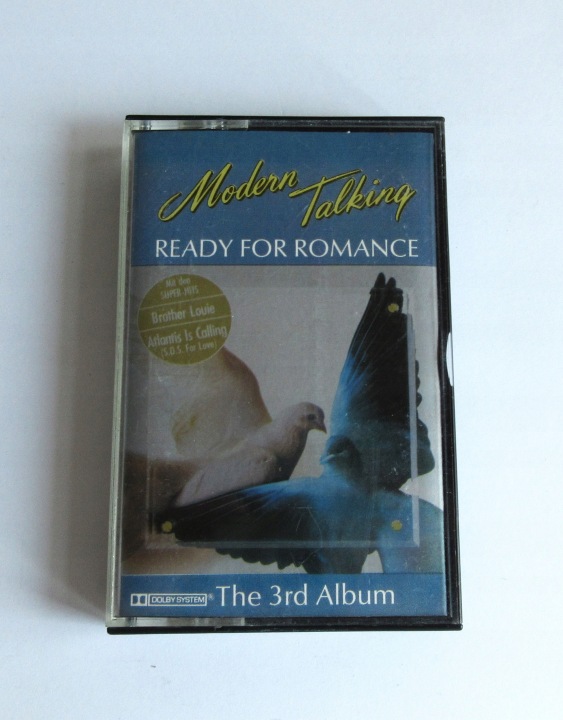 Modern Talking
READY FOR ROMANCE
Mit den
SUPER-HITS
Brother Louie
Atlantis Is Calling
(S.O.S. For Love)
DOLBY SYSTEM®
The 3rd Album